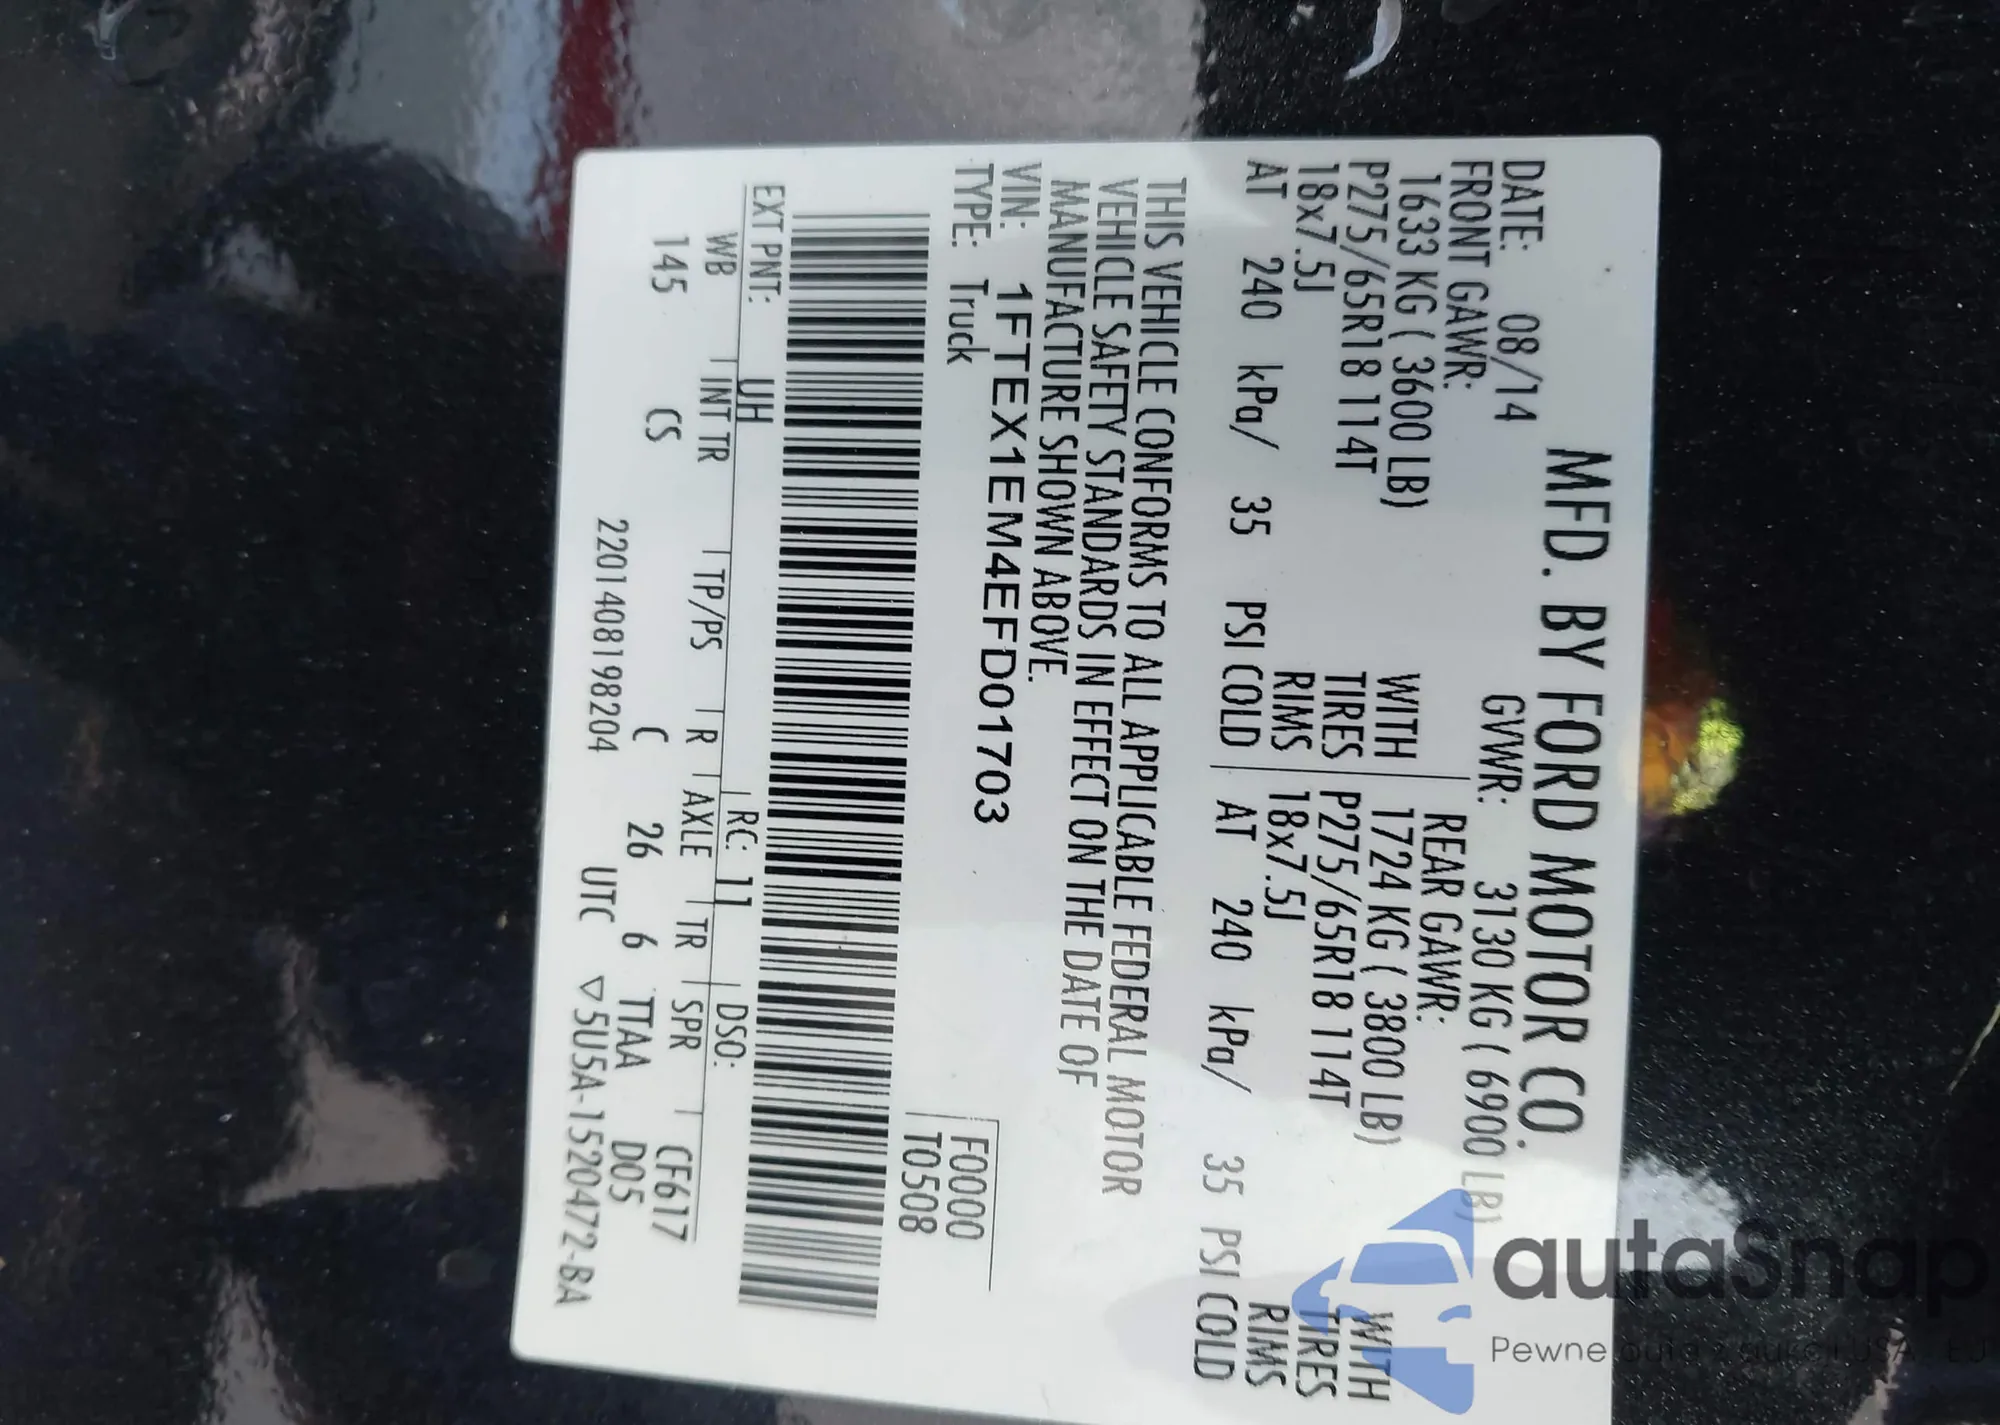 MFD. BY FORD MOTOR CO.
DATE: 08/14 GVWR: 3130 KG ( 6900 LB)
FRONT GAWR: REAR GAWR:
1633 KG ( 3600 LB) WITH 1724 KG ( 3800 LB) WITH
P275/65R18 114T TIRES P275/65R18 114T TIRES
18x7.5J RIMS 18x7.5J RIMS
AT 240 kPa/ 35 PSI COLD AT 240 kPa/ 35 PSI COLD
THIS VEHICLE CONFORMS TO ALL APPLICABLE FEDERAL MOTOR
VEHICLE SAFETY STANDARDS IN EFFECT ON THE DATE OF
MANUFACTURE SHOWN ABOVE.
VIN: 1FTEX1EM4EFD01703
TYPE: Truck
F0000
T0508
EXT PNT: UH RC: 11 DSO:
WB INT TR TP/PS R AXLE TR SPR CF617
145 CS C 26 6 TTAA D05
2201408198204 UTC ▽5U5A-1520472-BA
autaSnap
Pewne auta z aukcji USA - EU